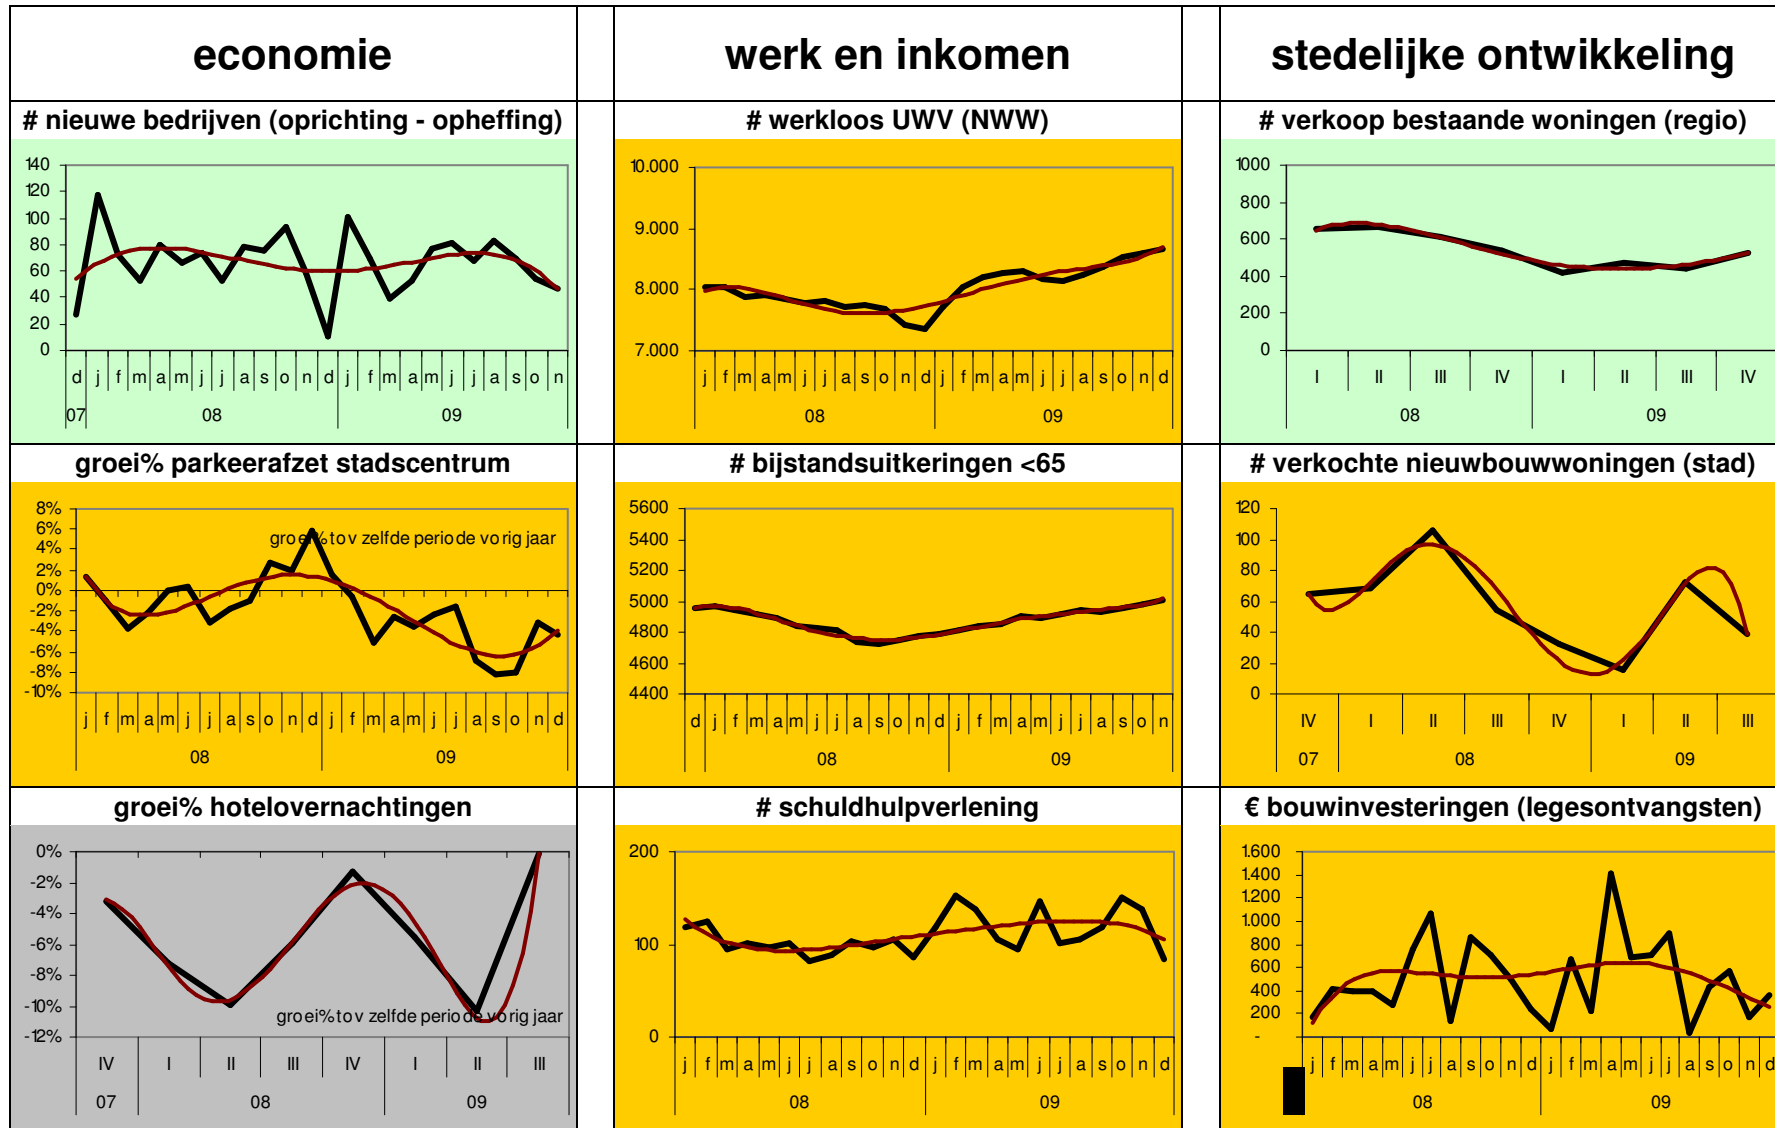 economie
werk en inkomen
stedelijke ontwikkeling
# nieuwe bedrijven (oprichting - opheffing)
140
120
100
80
60
40
20
0
d j f m a m j j a s o n d j f m a m j j a s o n
07 08 09
# werkloos UWV (NWW)
10.000
9.000
8.000
7.000
j f m a m j j a s o n d j f m a m j j a s o n d
08 09
# verkoop bestaande woningen (regio)
1000
800
600
400
200
0
I II III IV I II III IV
08 09
groei% parkeerafzet stadscentrum
8%
6%
4%
2%
0%
-2%
-4%
-6%
-8%
-10%
groei% tov zelfde periode vorig jaar
j f m a m j j a s o n d j f m a m j j a s o n d
08 09
# bijstandsuitkeringen <65
5600
5400
5200
5000
4800
4600
4400
d j f m a m j j a s o n d j f m a m j j a s o n
08 09
# verkochte nieuwbouwwoningen (stad)
120
100
80
60
40
20
0
IV I II III IV I II III
07 08 09
groei% hotelovernachtingen
0%
-2%
-4%
-6%
-8%
-10%
-12%
groei% tov zelfde periode vorig jaar
IV I II III IV I II III
07 08 09
# schuldhulpverlening
200
100
0
j f m a m j j a s o n d j f m a m j j a s o n d
08 09
€ bouwinvesteringen (legesontvangsten)
1.600
1.400
1.200
1.000
800
600
400
200
-
j f m a m j j a s o n d j f m a m j j a s o n d
08 09